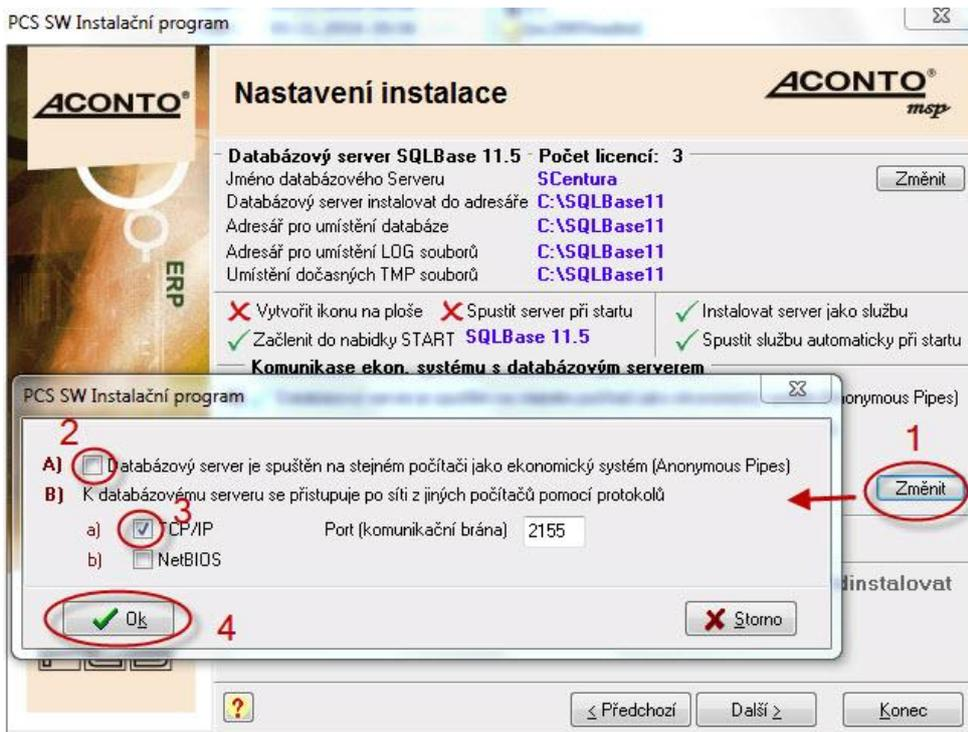 PCS SW Instalační program
ACONTO®
Nastavení instalace
ACONTO®
msp
ERP
Databázový server SQLBase 11.5 - Počet licencí: 3
Jméno databázového Serveru SCentura
Změnit
Databázový server instalovat do adresáře C:\SQLBase11
Adresář pro umístění databáze C:\SQLBase11
Adresář pro umístění LOG souborů C:\SQLBase11
Umístění dočasných TMP souborů C:\SQLBase11
Vytvořit ikonu na ploše Spustit server při startu Instalovat server jako službu
Začlenit do nabidky START SQLBase 11.5 Spustit službu automaticky při startu
Komunikase ekon. systému s databázovým serverem
PCS SW Instalační program
onymous Pipes)
1
Změnit
2
A) Databázový server je spuštěn na stejném počítači jako ekonomický systém (Anonymous Pipes)
B) K databázovému serveru se přistupuje po síti z jiných počítačů pomocí protokolů
3
a) TCP/IP Port (komunikační brána) 2155
b) NetBIOS
dinstalovat
Ok
4
Storno
?
< Předchozí Další > Konec